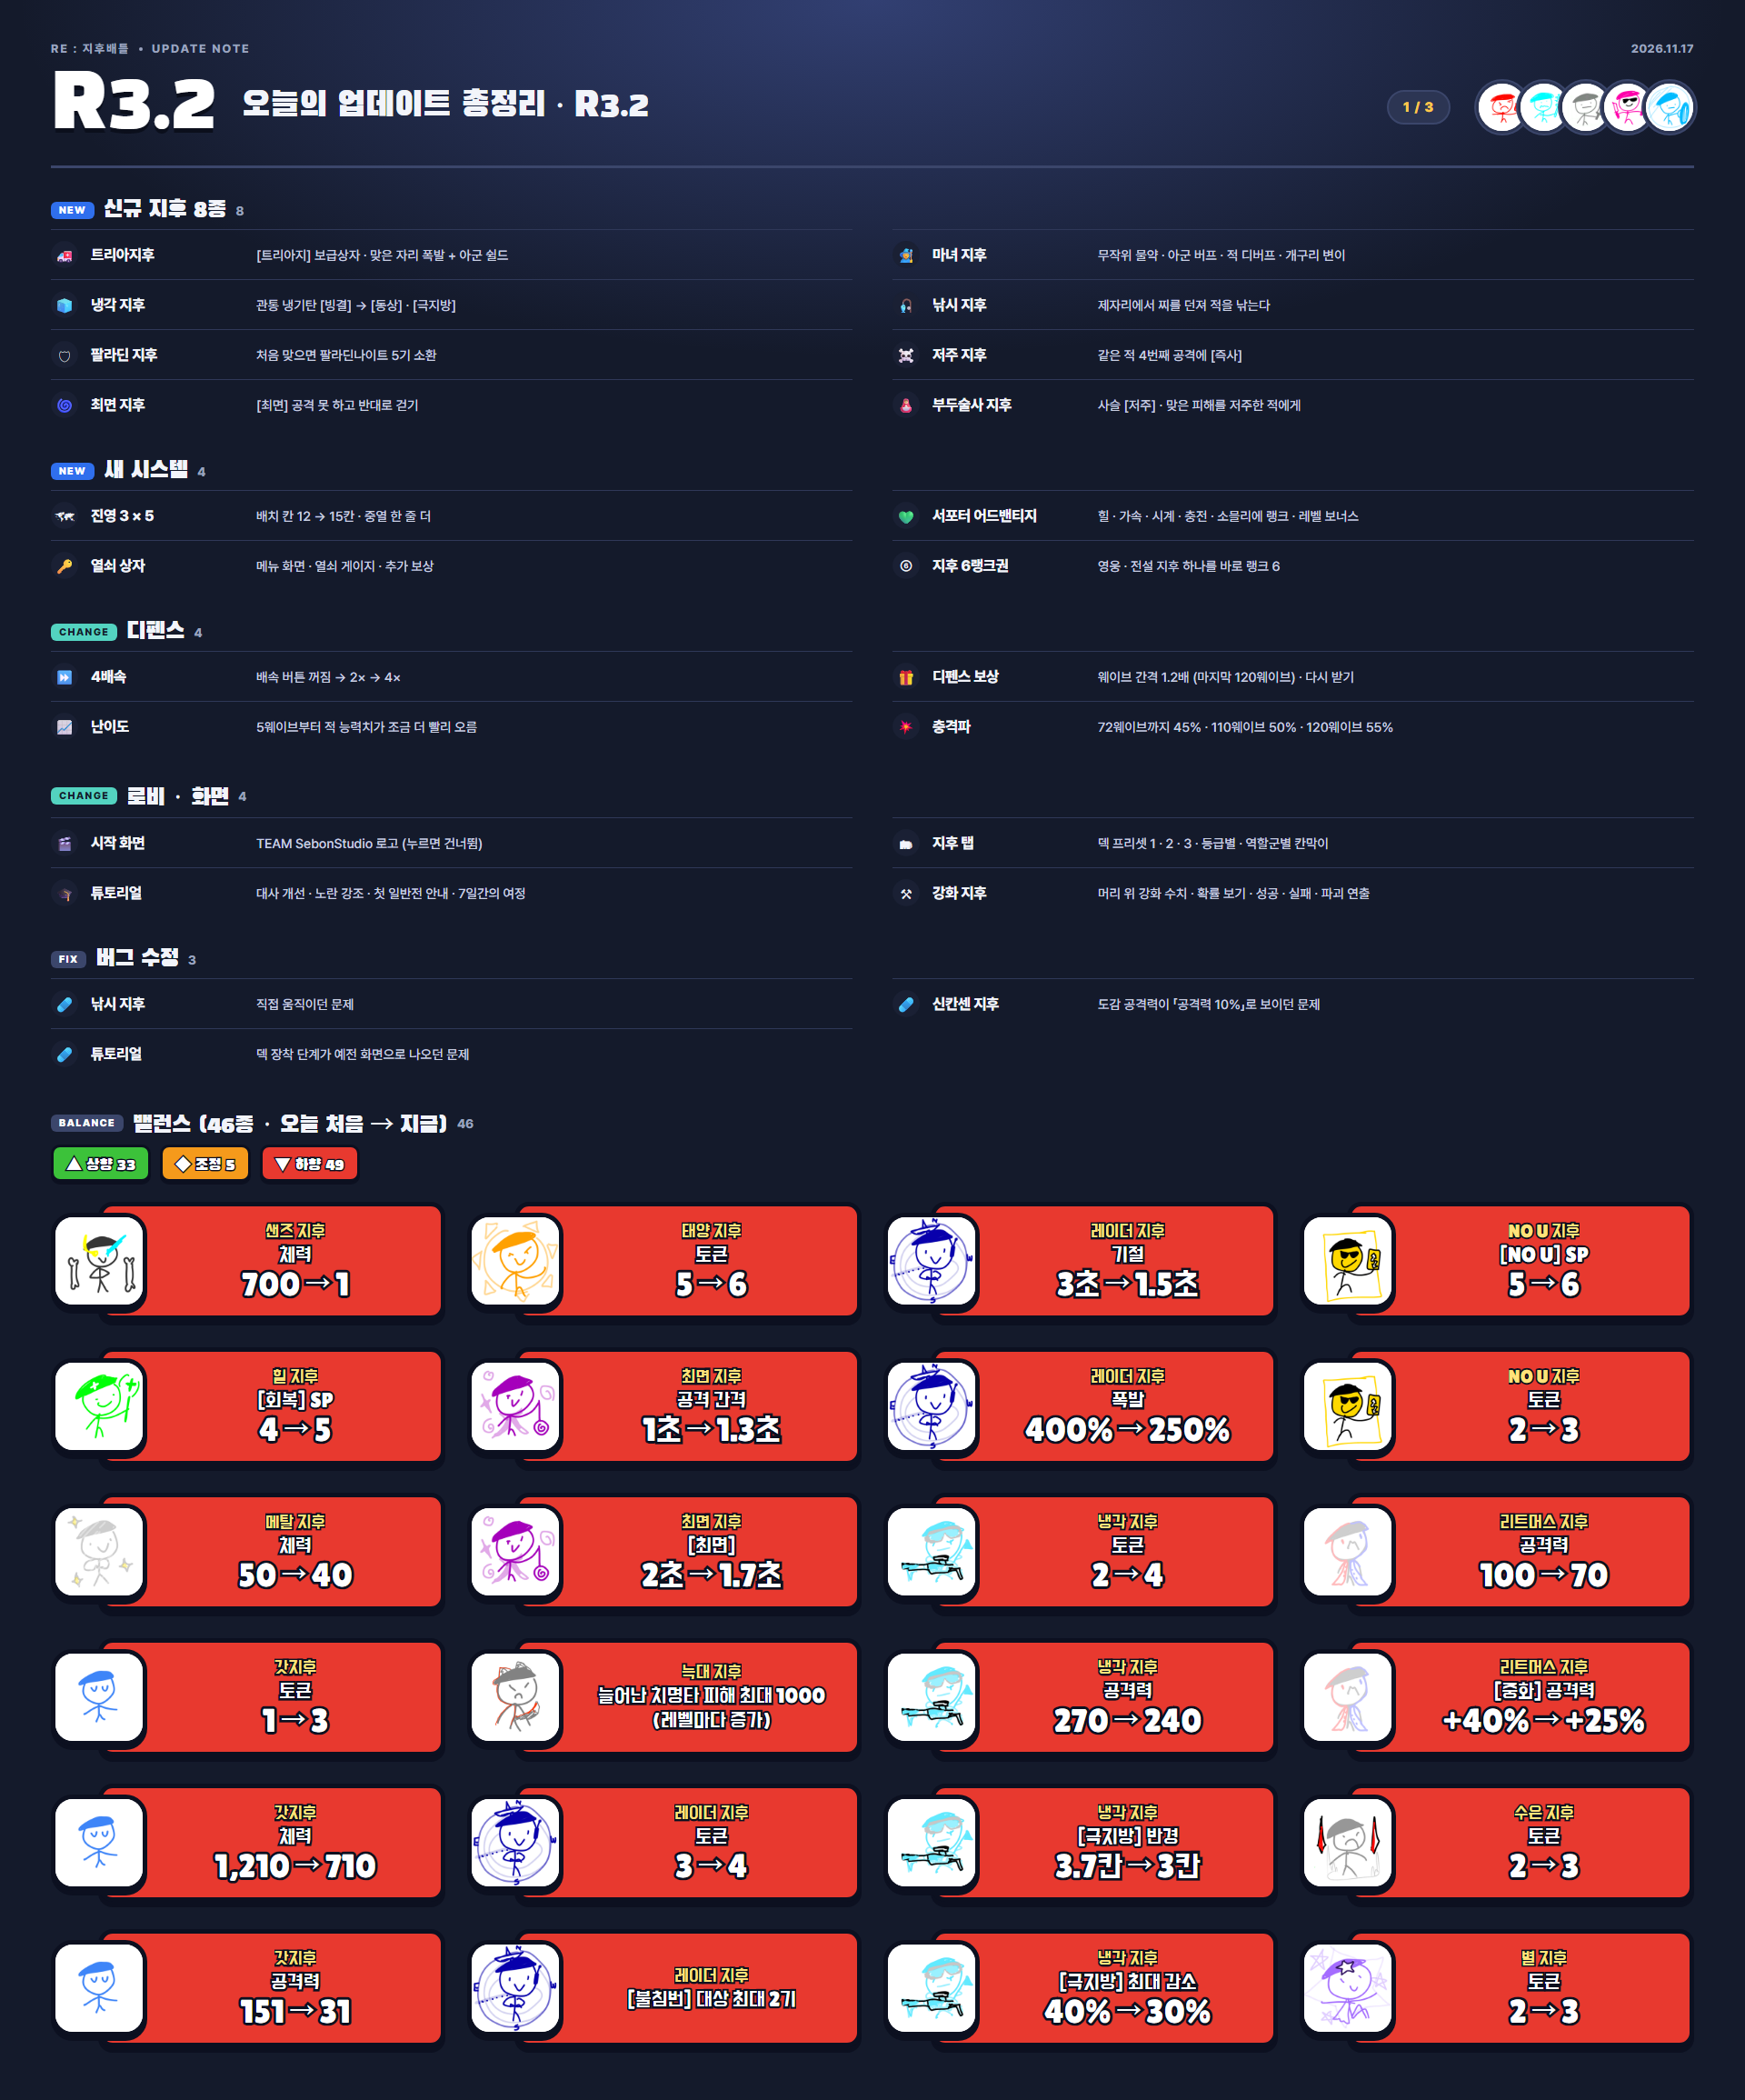 RE : 지후배틀 • UPDATE NOTE
2026.11.17
R3.2 오늘의 업데이트 총정리 · R3.2
1 / 3
NEW 신규 지후 8종 8
트리아지후 [트리아지] 보급상자 · 맞은 자리 폭발 + 아군 쉴드
마녀 지후 무작위 물약 · 아군 버프 · 적 디버프 · 개구리 변이
냉각 지후 관통 냉기탄 [빙결] → [동상] · [극지방]
낚시 지후 제자리에서 찌를 던져 적을 낚는다
팔라딘 지후 처음 맞으면 팔라딘나이트 5기 소환
저주 지후 같은 적 4번째 공격에 [즉사]
최면 지후 [최면] 공격 못 하고 반대로 걷기
부두술사 지후 사슬 [저주] · 맞은 피해를 저주한 적에게
NEW 새 시스템 4
진영 3 × 5 배치 칸 12 → 15칸 · 중열 한 줄 더
서포터 어드밴티지 힐 · 가속 · 시계 · 충전 · 소믈리에 랭크 · 레벨 보너스
열쇠 상자 메뉴 화면 · 열쇠 게이지 · 추가 보상
지후 6랭크권 영웅 · 전설 지후 하나를 바로 랭크 6
CHANGE 디펜스 4
4배속 배속 버튼 꺼짐 → 2× → 4×
디펜스 보상 웨이브 간격 1.2배 (마지막 120웨이브) · 다시 받기
난이도 5웨이브부터 적 능력치가 조금 더 빨리 오름
충격파 72웨이브까지 45% · 110웨이브 50% · 120웨이브 55%
CHANGE 로비 · 화면 4
시작 화면 TEAM SebonStudio 로고 (누르면 건너뜀)
지후 탭 덱 프리셋 1 · 2 · 3 · 등급별 · 역할군별 칸막이
튜토리얼 대사 개선 · 노란 강조 · 첫 일반전 안내 · 7일간의 여정
강화 지후 머리 위 강화 수치 · 확률 보기 · 성공 · 실패 · 파괴 연출
FIX 버그 수정 3
낚시 지후 직접 움직이던 문제
신칸센 지후 도감 공격력이 「공격력 10%」로 보이던 문제
튜토리얼 덱 장착 단계가 예전 화면으로 나오던 문제
BALANCE 밸런스 (46종 · 오늘 처음 → 지금) 46
▲ 상향 33
◆ 조정 5
▼ 하향 49
샌즈 지후
체력
700 → 1
태양 지후
토큰
5 → 6
레이더 지후
기절
3초 → 1.5초
NO U 지후
[NO U] SP
5 → 6
힐 지후
[회복] SP
4 → 5
최면 지후
공격 간격
1초 → 1.3초
레이더 지후
폭발
400% → 250%
NO U 지후
토큰
2 → 3
메탈 지후
체력
50 → 40
최면 지후
[최면]
2초 → 1.7초
냉각 지후
토큰
2 → 4
리트머스 지후
공격력
100 → 70
갓지후
토큰
1 → 3
늑대 지후
늘어난 치명타 피해 최대 1000
(레벨마다 증가)
냉각 지후
공격력
270 → 240
리트머스 지후
[중화] 공격력
+40% → +25%
갓지후
체력
1,210 → 710
레이더 지후
토큰
3 → 4
냉각 지후
[극지방] 반경
3.7칸 → 3칸
수은 지후
토큰
2 → 3
갓지후
공격력
151 → 31
레이더 지후
[불침번] 대상 최대 2기
냉각 지후
[극지방] 최대 감소
40% → 30%
별 지후
토큰
2 → 3